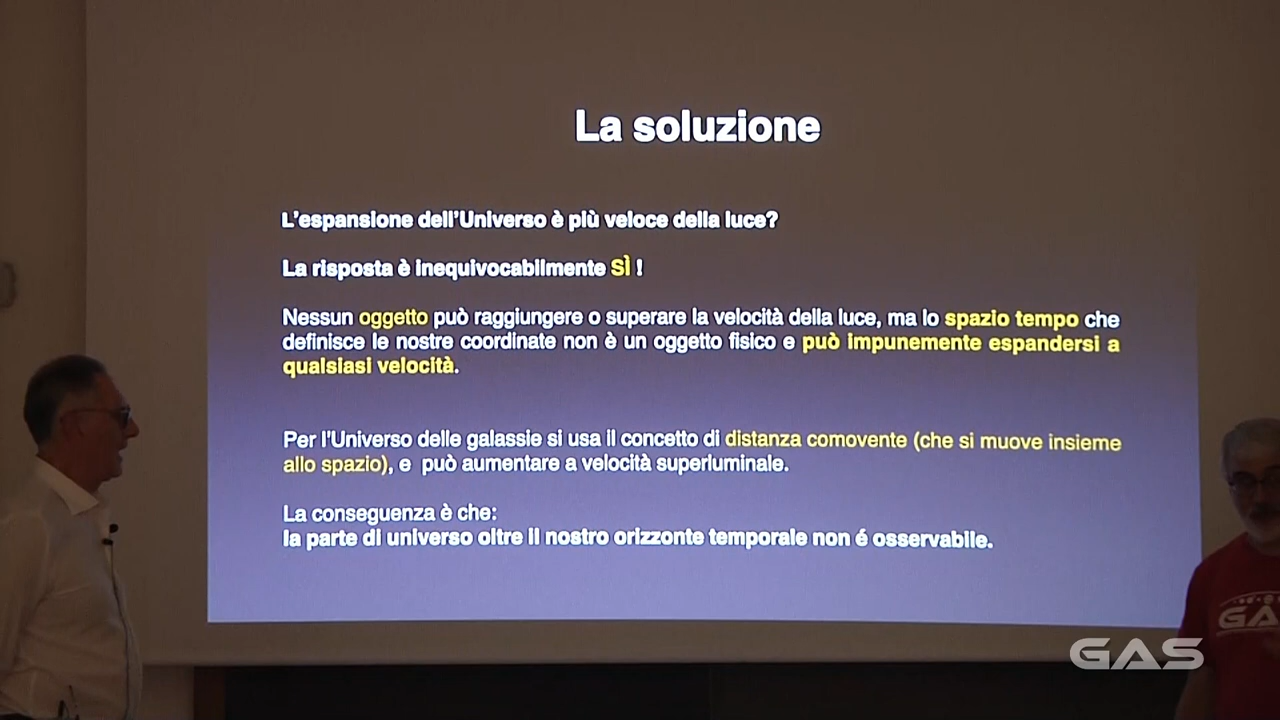 La soluzione
L'espansione dell'Universo è più veloce della luce?
La risposta è inequivocabilmente SÌ !
Nessun oggetto può raggiungere o superare la velocità della luce, ma lo spazio tempo che
definisce le nostre coordinate non è un oggetto fisico e può impunemente espandersi a
qualsiasi velocità.
Per l'Universo delle galassie si usa il concetto di distanza comovente (che si muove insieme
allo spazio), e può aumentare a velocità superluminale.
La conseguenza è che:
la parte di universo oltre il nostro orizzonte temporale non é osservabile.
GAS